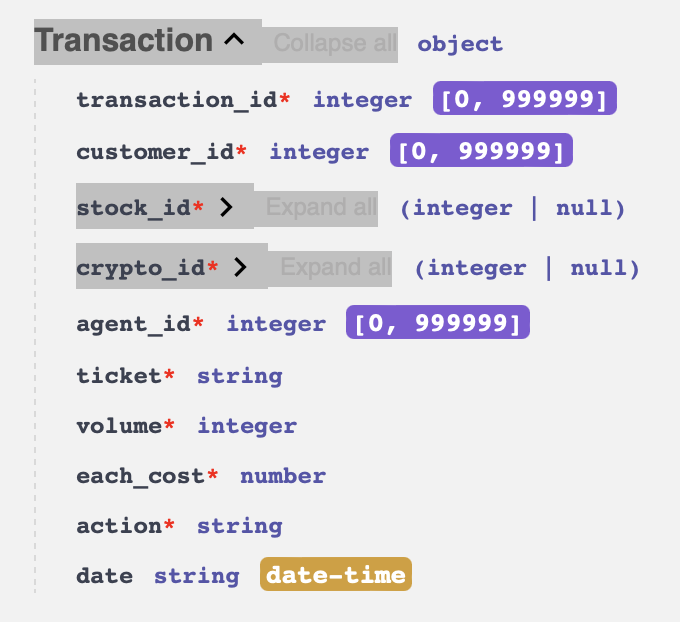 Transaction Collapse all object
transaction_id* integer [0, 999999]
customer_id* integer [0, 999999]
stock_id* Expand all (integer | null)
crypto_id* Expand all (integer | null)
agent_id* integer [0, 999999]
ticket* string
volume* integer
each_cost* number
action* string
date string date-time